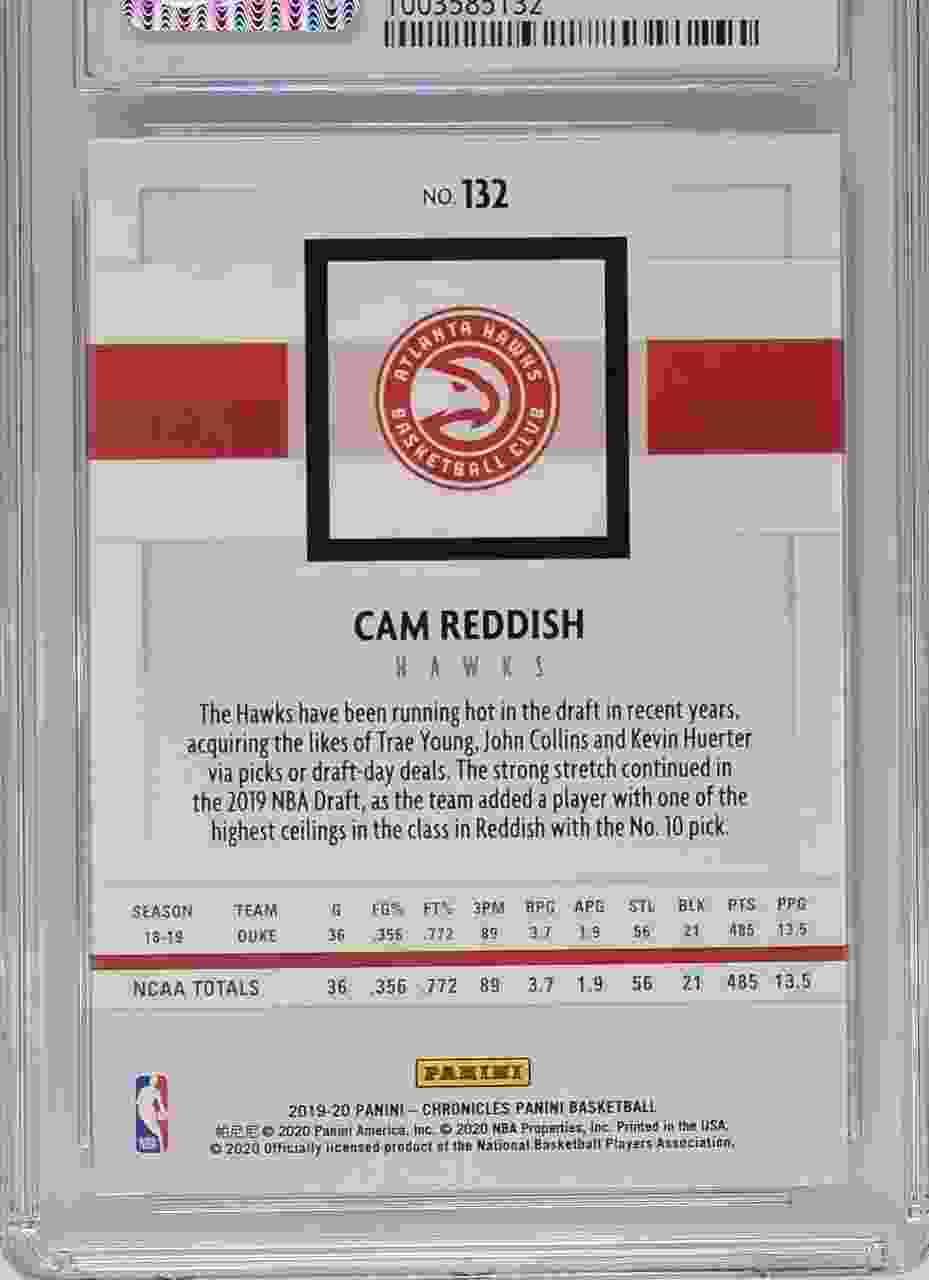 1003585132
NO. 132
ATLANTA HAWKS
BASKETBALL CLUB
CAM REDDISH
HAWKS
The Hawks have been running hot in the draft in recent years,
acquiring the likes of Trae Young, John Collins and Kevin Huerter
via picks or draft-day deals. The strong stretch continued in
the 2019 NBA Draft, as the team added a player with one of the
highest ceilings in the class in Reddish with the No. 10 pick.
SEASON TEAM G FG% FT% 3PM RPG APG STL BLK PTS PPG
18-19 DUKE 36 .356 .772 89 3.7 1.9 56 21 485 13.5
NCAA TOTALS 36 .356 .772 89 3.7 1.9 56 21 485 13.5
PANINI
NBA
2019-20 PANINI – CHRONICLES PANINI BASKETBALL
帕尼尼 © 2020 Panini America, Inc. © 2020 NBA Properties, Inc. Printed in the USA.
© 2020 Officially licensed product of the National Basketball Players Association.